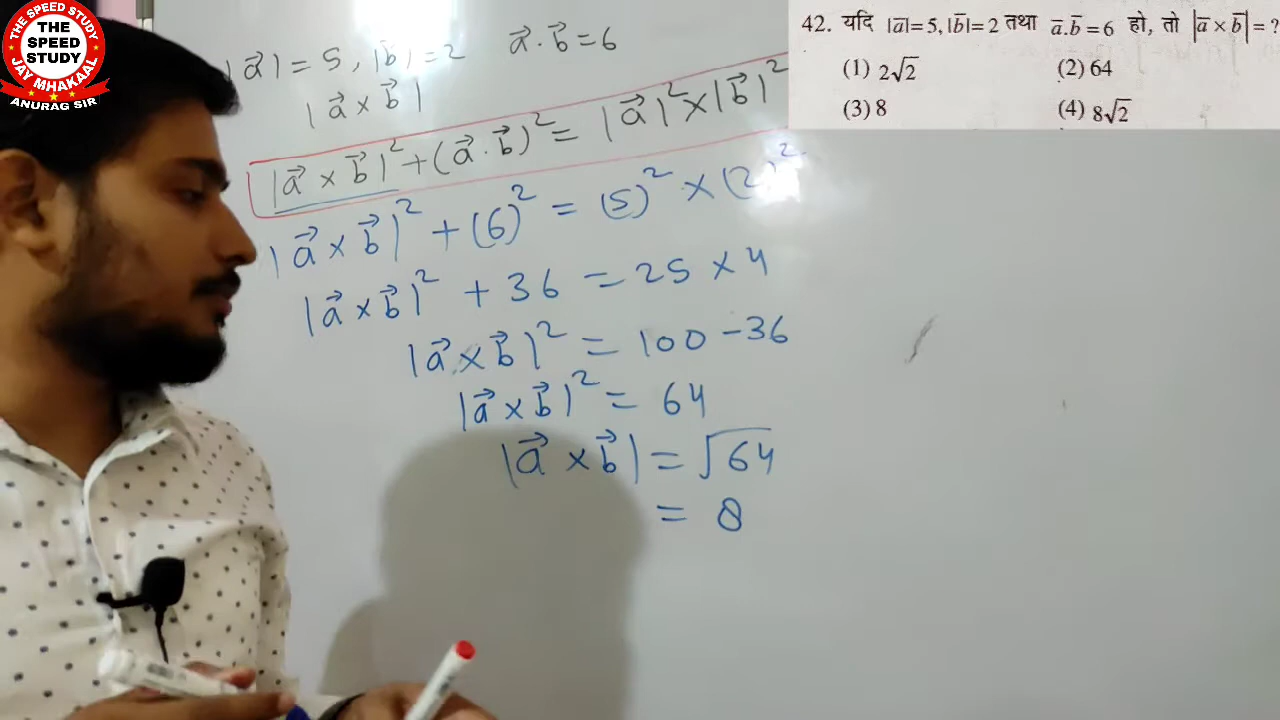 THE SPEED STUDY
THE
SPEED
STUDY
JAY MHAKAAL
ANURAG SIR
42. यदि |a̅|=5, |b̅|=2 तथा a̅.b̅=6 हो, तो |a̅ × b̅| = ?
(1) 2√2
(2) 64
(3) 8
(4) 8√2
|a⃗| = 5, |b⃗| = 2 a⃗.b⃗ = 6
|a⃗ × b⃗|
|a⃗ × b⃗|² + (a⃗.b⃗)² = |a⃗|² × |b⃗|²
|a⃗ × b⃗|² + (6)² = (5)² × (2)²
|a⃗ × b⃗|² + 36 = 25 × 4
|a⃗ × b⃗|² = 100 - 36
|a⃗ × b⃗|² = 64
|a⃗ × b⃗| = √64
= 8